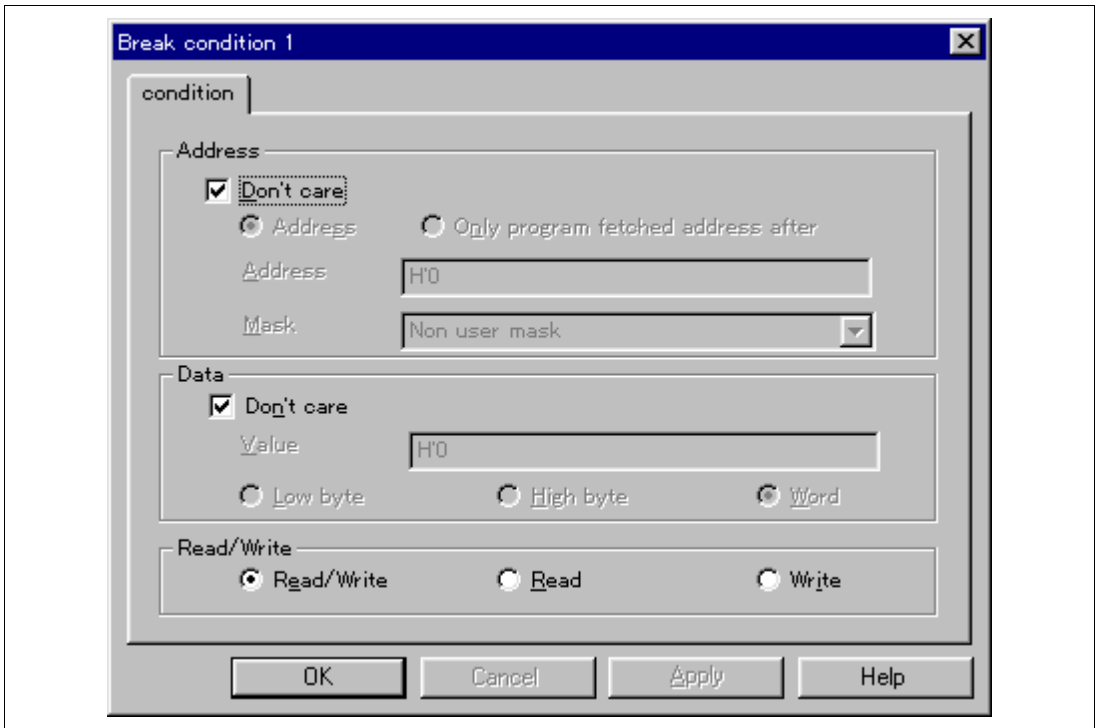 Break condition 1
condition
Address
Don't care
Address Only program fetched address after
Address H'0
Mask Non user mask
Data
Don't care
Value H'0
Low byte High byte Word
Read/Write
Read/Write Read Write
OK Cancel Apply Help